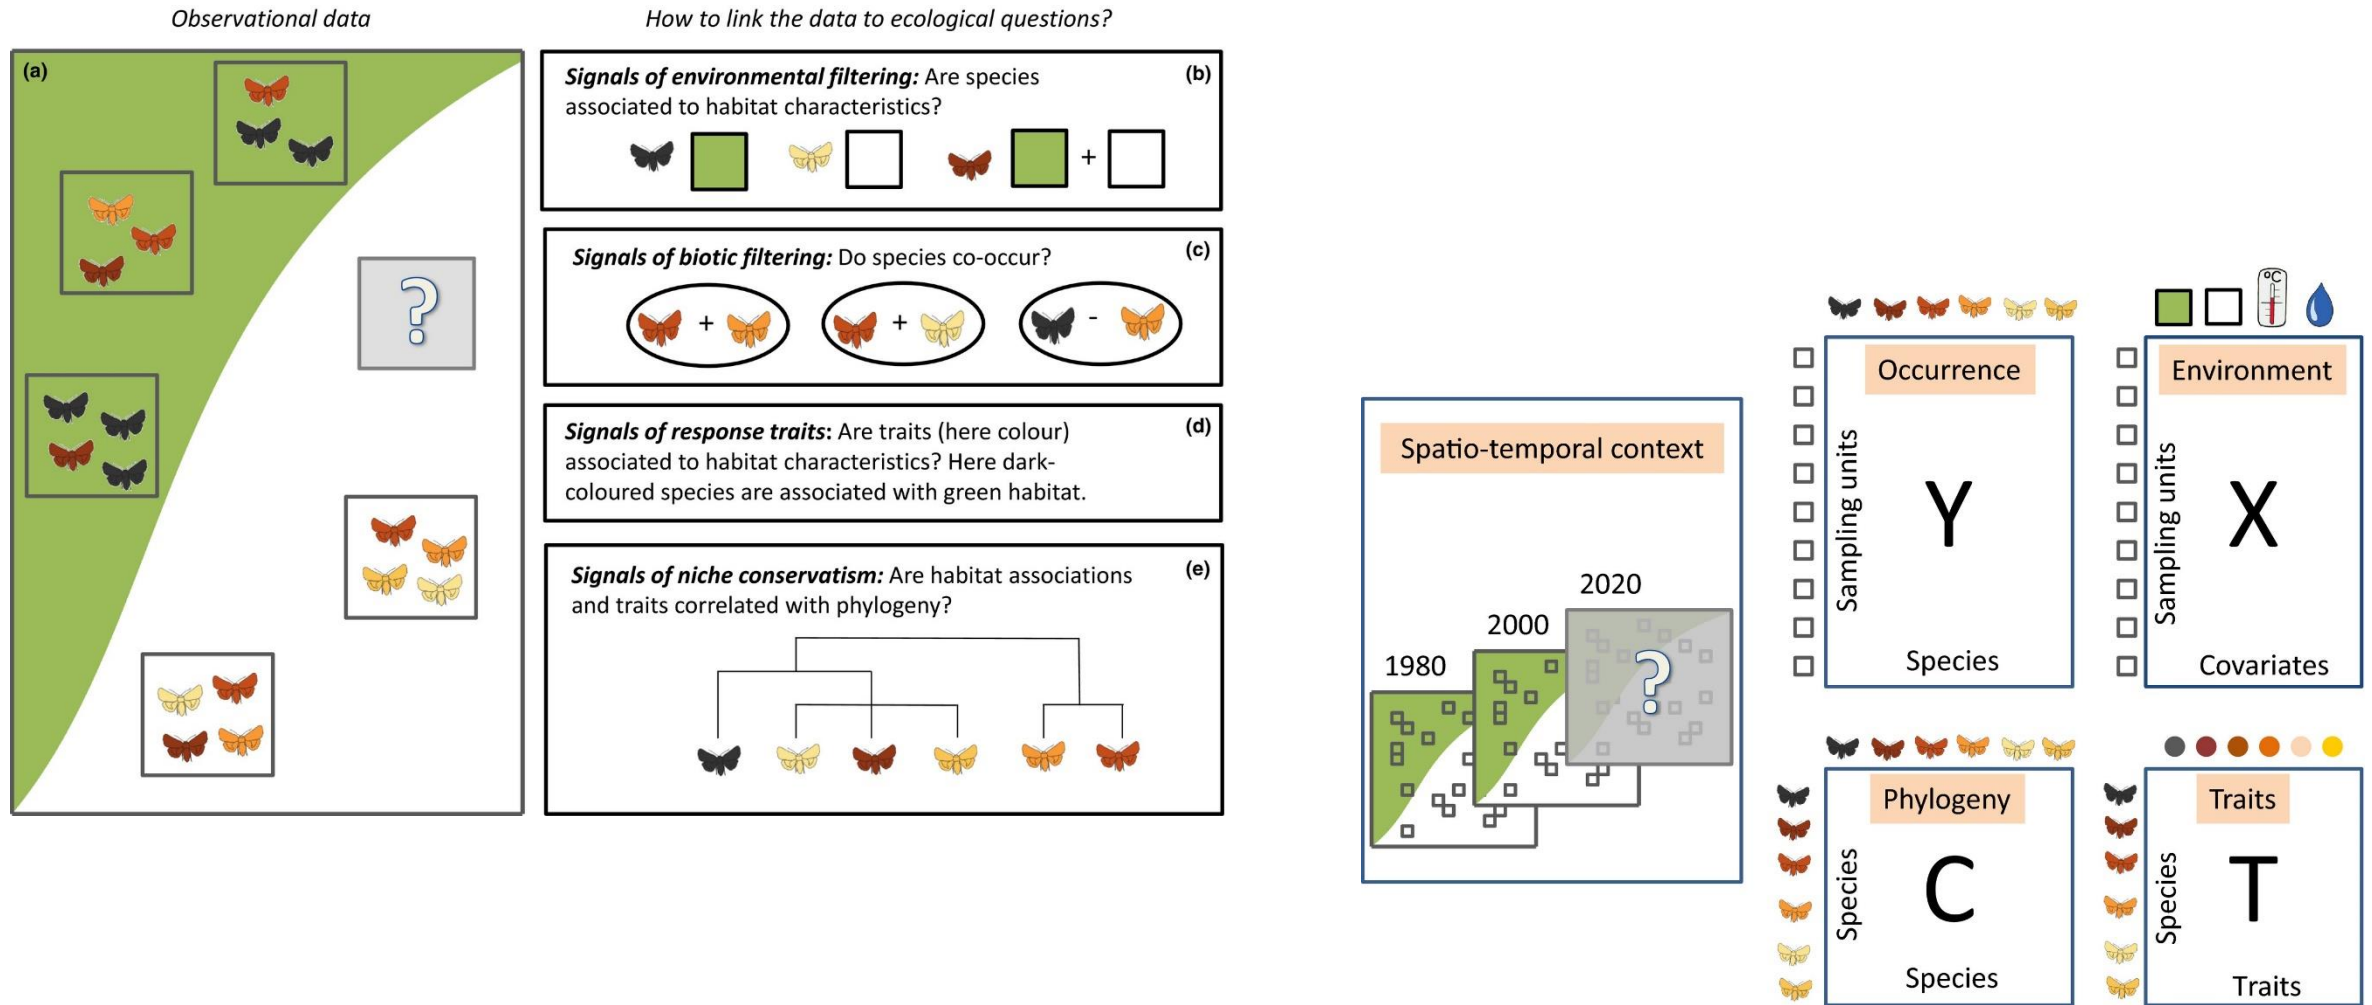 Observational data
How to link the data to ecological questions?
(a)
?
Signals of environmental filtering: Are species
associated to habitat characteristics?
(b)
+
Signals of biotic filtering: Do species co-occur?
(c)
+
+
-
Signals of response traits: Are traits (here colour)
associated to habitat characteristics? Here dark-
coloured species are associated with green habitat.
(d)
Signals of niche conservatism: Are habitat associations
and traits correlated with phylogeny?
(e)
Spatio-temporal context
1980
2000
2020
?
Occurrence
Sampling units
Y
Species
°C
Environment
Sampling units
X
Covariates
Phylogeny
Species
C
Species
Traits
Species
T
Traits